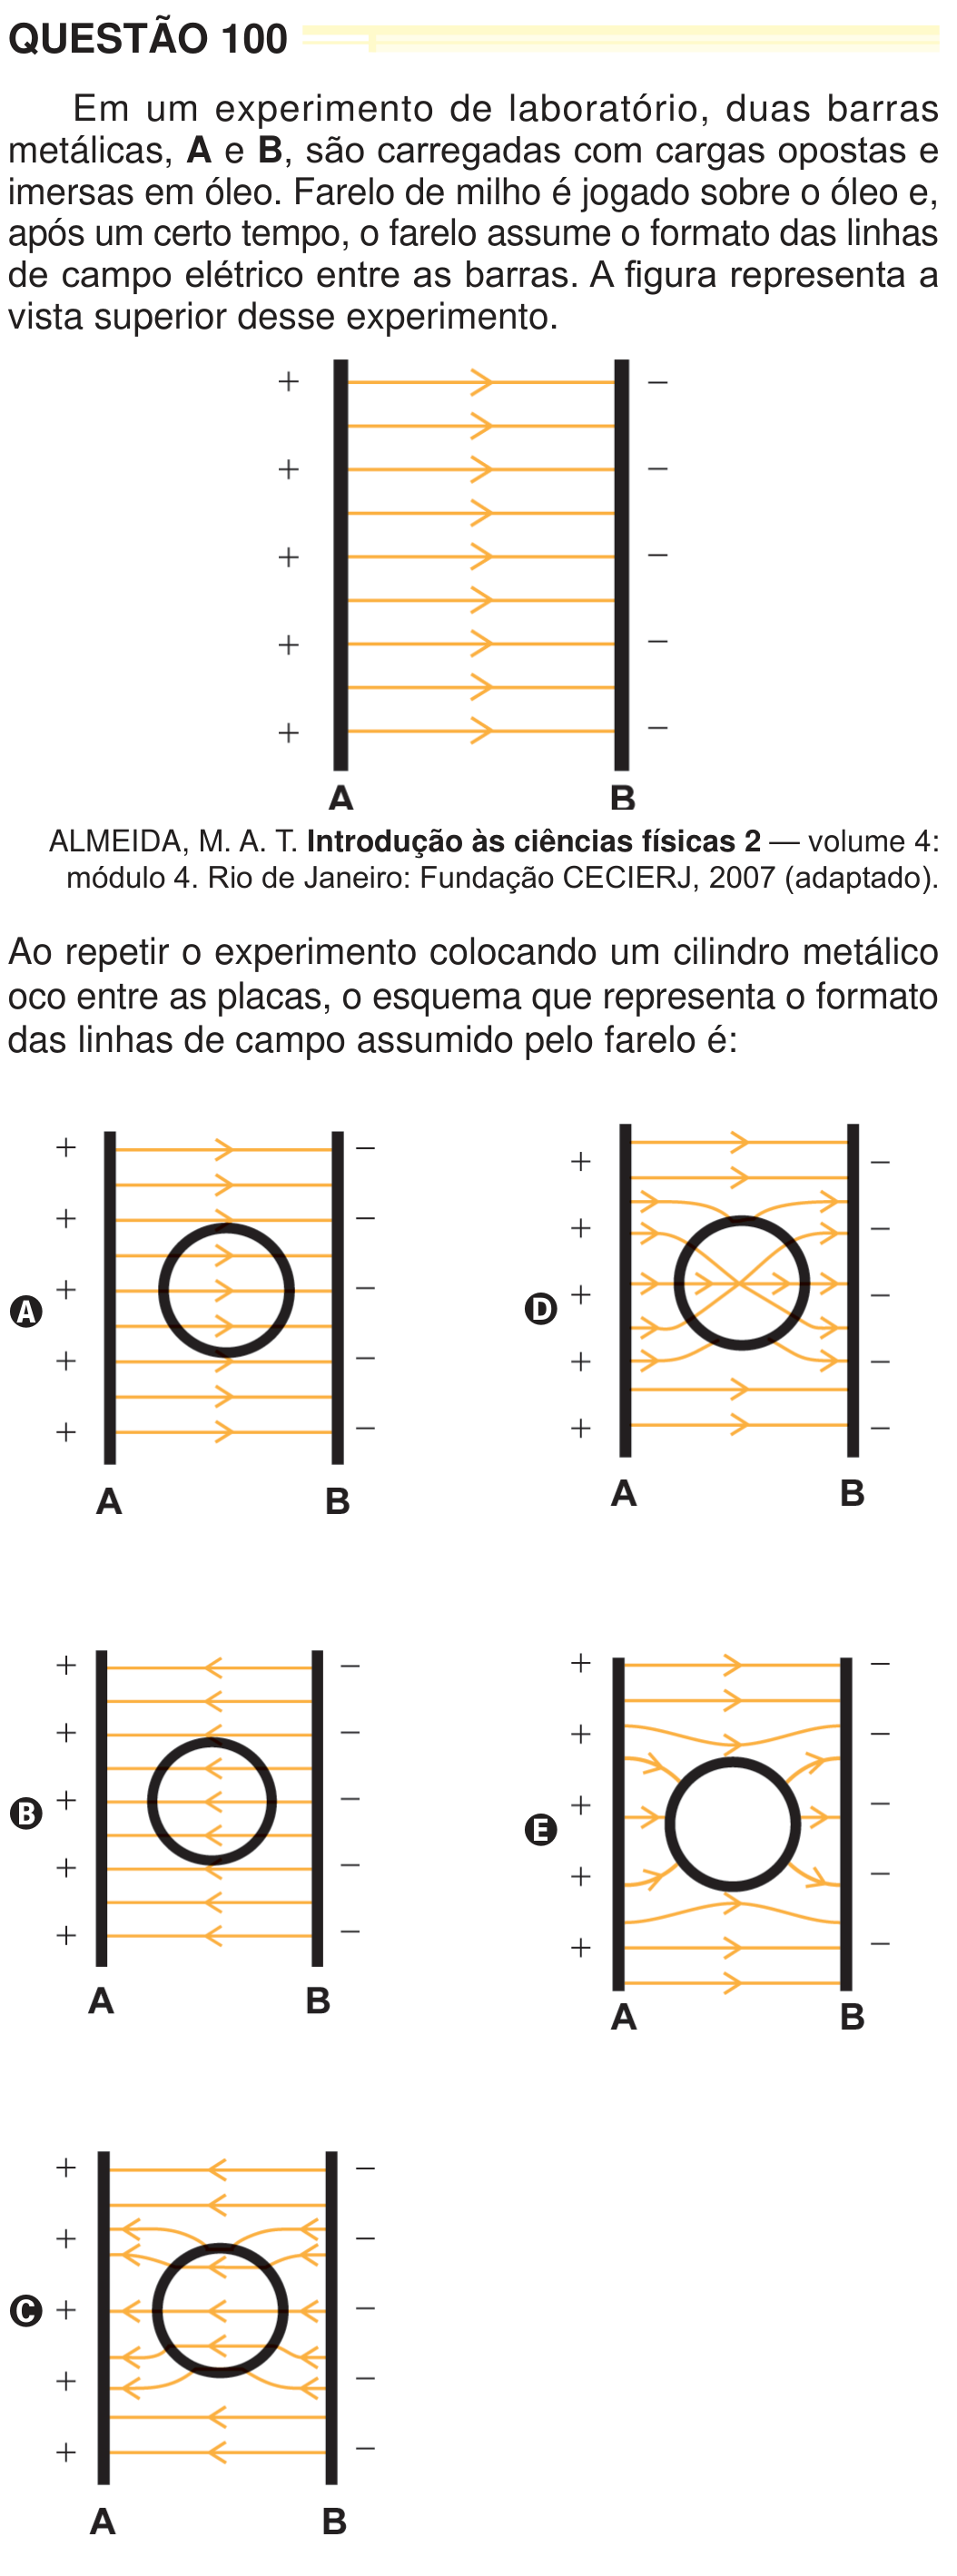 QUESTÃO 100
Em um experimento de laboratório, duas barras
metálicas, A e B, são carregadas com cargas opostas e
imersas em óleo. Farelo de milho é jogado sobre o óleo e,
após um certo tempo, o farelo assume o formato das linhas
de campo elétrico entre as barras. A figura representa a
vista superior desse experimento.
+ −
+ −
+ −
+ −
+ −
A B
ALMEIDA, M. A. T. Introdução às ciências físicas 2 — volume 4:
módulo 4. Rio de Janeiro: Fundação CECIERJ, 2007 (adaptado).
Ao repetir o experimento colocando um cilindro metálico
oco entre as placas, o esquema que representa o formato
das linhas de campo assumido pelo farelo é:
+ −
+ −
A + −
+ −
+ −
A B
+ −
+ −
D + −
+ −
+ −
A B
+ −
+ −
B + −
+ −
+ −
A B
+ −
+ −
E + −
+ −
+ −
A B
+ −
+ −
C + −
+ −
+ −
A B